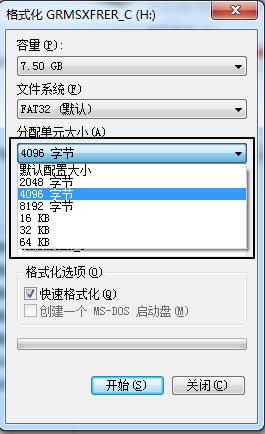 格式化 GRMSXFRER_C (H:)
容量(P):
7.50 GB
文件系统(F)
FAT32 (默认)
分配单元大小(A)
4096 字节
默认配置大小
2048 字节
4096 字节
8192 字节
16 KB
32 KB
64 KB
格式化选项(O)
快速格式化(Q)
创建一个 MS-DOS 启动盘(M)
开始(S)
关闭(C)